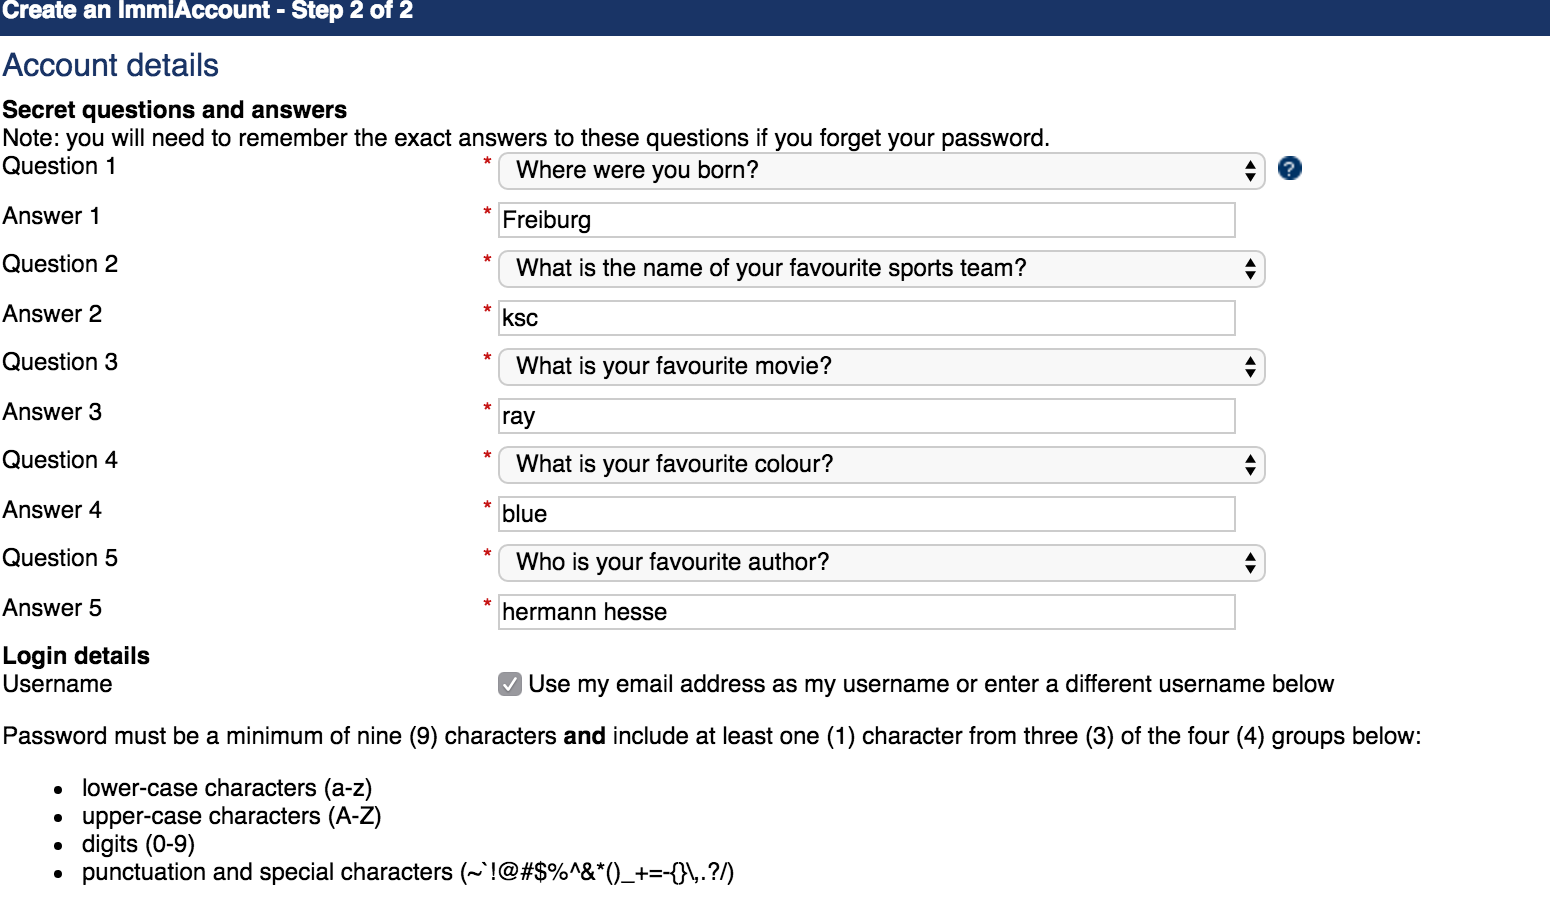 Create an ImmiAccount - Step 2 of 2
Account details
Secret questions and answers
Note: you will need to remember the exact answers to these questions if you forget your password.
Question 1 * Where were you born? ?
Answer 1 * Freiburg
Question 2 * What is the name of your favourite sports team?
Answer 2 * ksc
Question 3 * What is your favourite movie?
Answer 3 * ray
Question 4 * What is your favourite colour?
Answer 4 * blue
Question 5 * Who is your favourite author?
Answer 5 * hermann hesse
Login details
Username Use my email address as my username or enter a different username below
Password must be a minimum of nine (9) characters and include at least one (1) character from three (3) of the four (4) groups below:
• lower-case characters (a-z)
• upper-case characters (A-Z)
• digits (0-9)
• punctuation and special characters (~`!@#$%^&*()_+=-{}\,.?/)